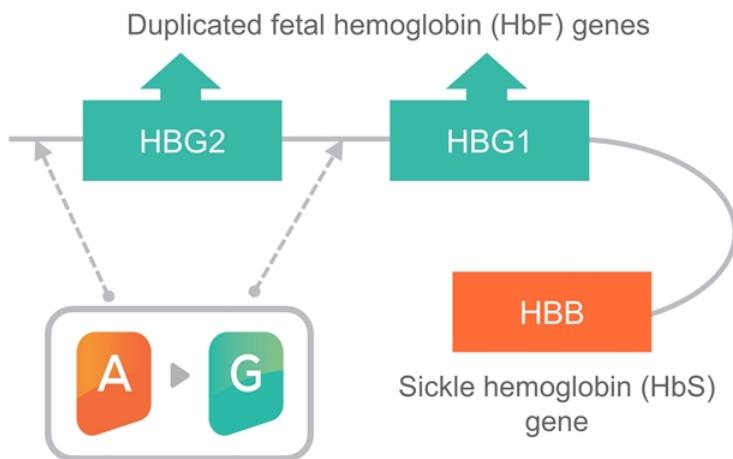 Duplicated fetal hemoglobin (HbF) genes
HBG2
HBG1
HBB
A
G
Sickle hemoglobin (HbS)
gene